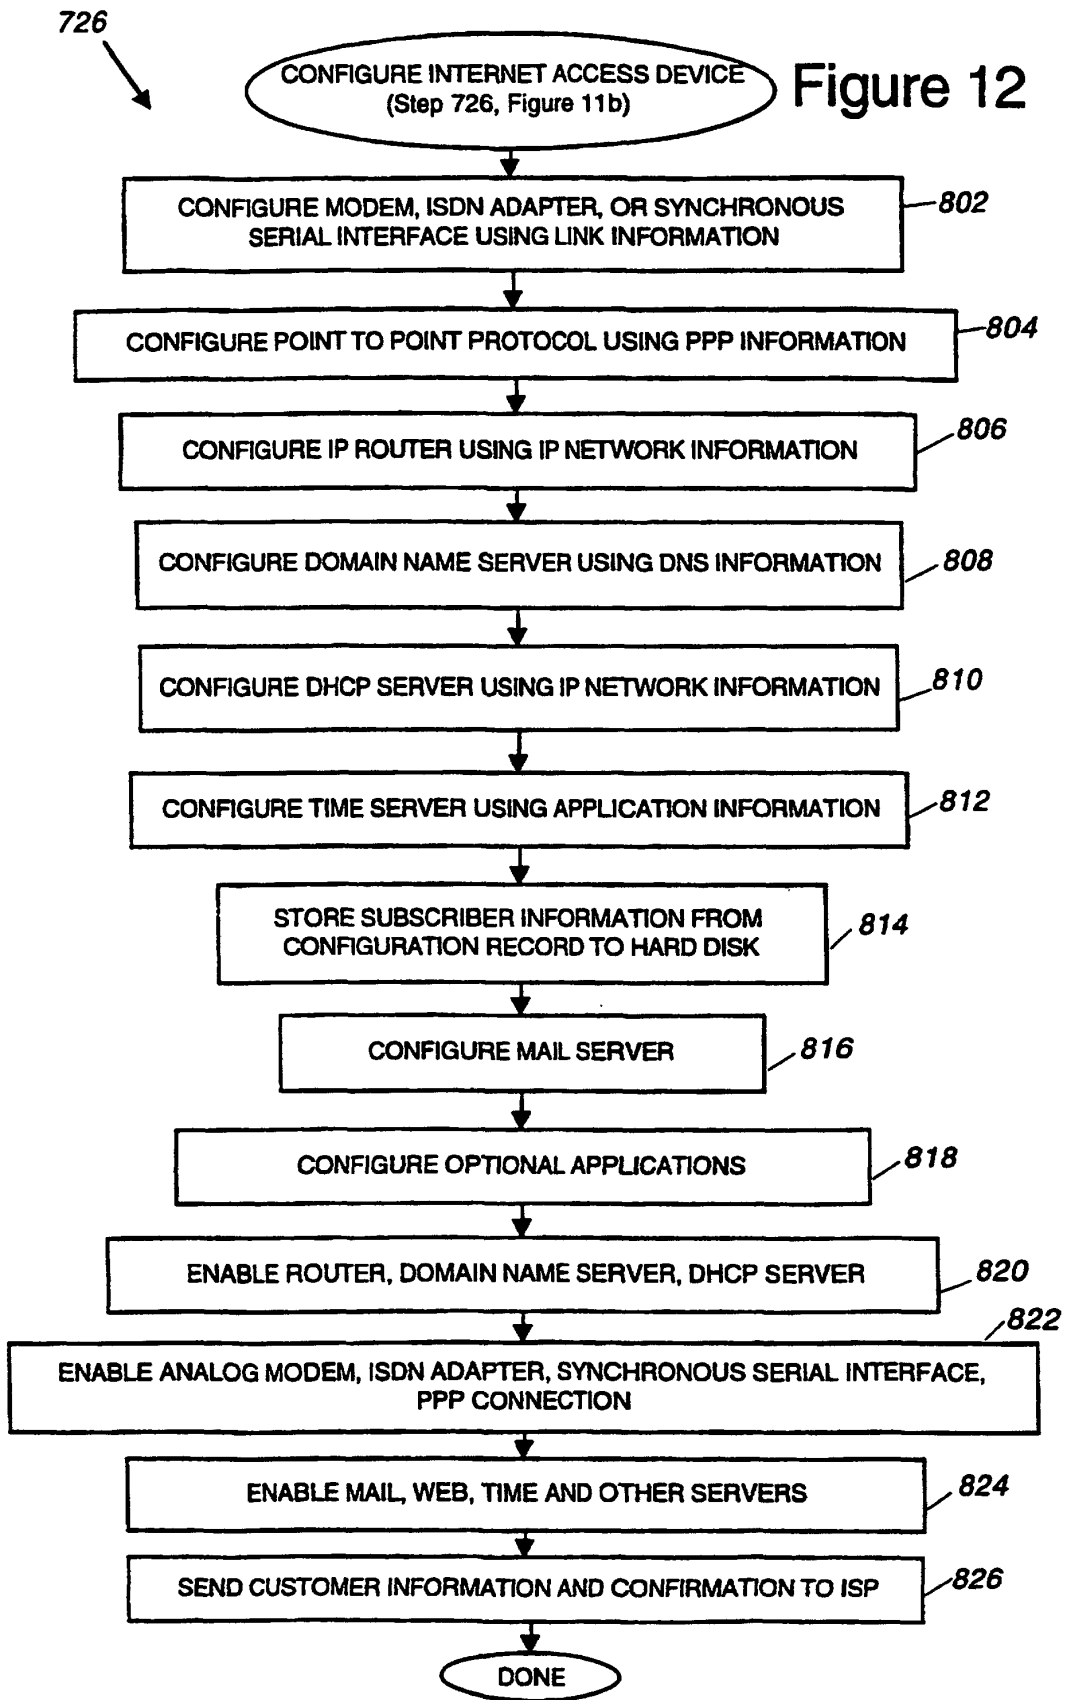 726
CONFIGURE INTERNET ACCESS DEVICE
(Step 726, Figure 11b)
Figure 12
CONFIGURE MODEM, ISDN ADAPTER, OR SYNCHRONOUS
SERIAL INTERFACE USING LINK INFORMATION
802
CONFIGURE POINT TO POINT PROTOCOL USING PPP INFORMATION
804
CONFIGURE IP ROUTER USING IP NETWORK INFORMATION
806
CONFIGURE DOMAIN NAME SERVER USING DNS INFORMATION
808
CONFIGURE DHCP SERVER USING IP NETWORK INFORMATION
810
CONFIGURE TIME SERVER USING APPLICATION INFORMATION
812
STORE SUBSCRIBER INFORMATION FROM
CONFIGURATION RECORD TO HARD DISK
814
CONFIGURE MAIL SERVER
816
CONFIGURE OPTIONAL APPLICATIONS
818
ENABLE ROUTER, DOMAIN NAME SERVER, DHCP SERVER
820
822
ENABLE ANALOG MODEM, ISDN ADAPTER, SYNCHRONOUS SERIAL INTERFACE,
PPP CONNECTION
ENABLE MAIL, WEB, TIME AND OTHER SERVERS
824
SEND CUSTOMER INFORMATION AND CONFIRMATION TO ISP
826
DONE